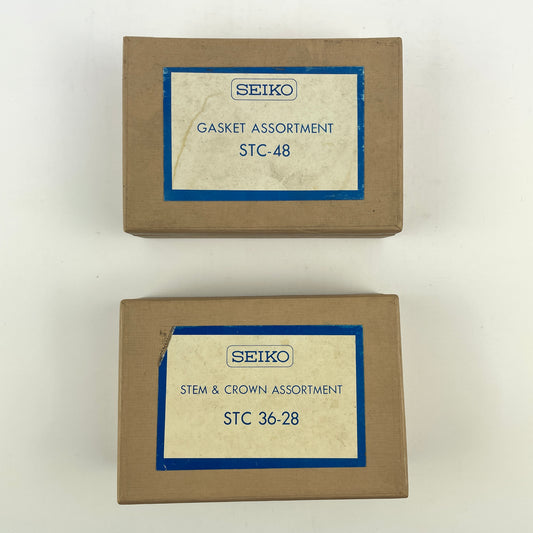 SEIKO
GASKET ASSORTMENT
STC-48
SEIKO
STEM & CROWN ASSORTMENT
STC 36-28